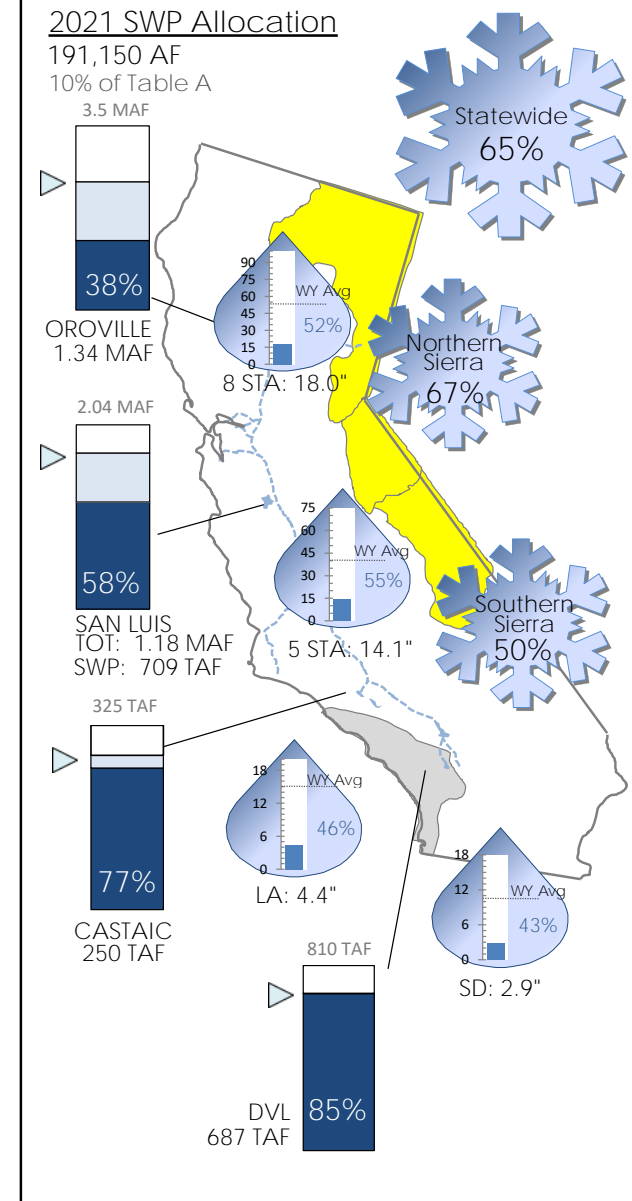 2021 SWP Allocation
191,150 AF
10% of Table A
3.5 MAF
38%
OROVILLE
1.34 MAF
Statewide
65%
90
75
60
45
30
15
0
WY Avg
52%
8 STA: 18.0"
Northern
Sierra
67%
2.04 MAF
58%
SAN LUIS
TOT: 1.18 MAF
SWP: 709 TAF
75
60
45
30
15
0
WY Avg
55%
5 STA: 14.1"
Southern
Sierra
50%
325 TAF
77%
CASTAIC
250 TAF
18
12
6
0
WY Avg
46%
LA: 4.4"
18
12
6
0
WY Avg
43%
SD: 2.9"
810 TAF
85%
DVL
687 TAF